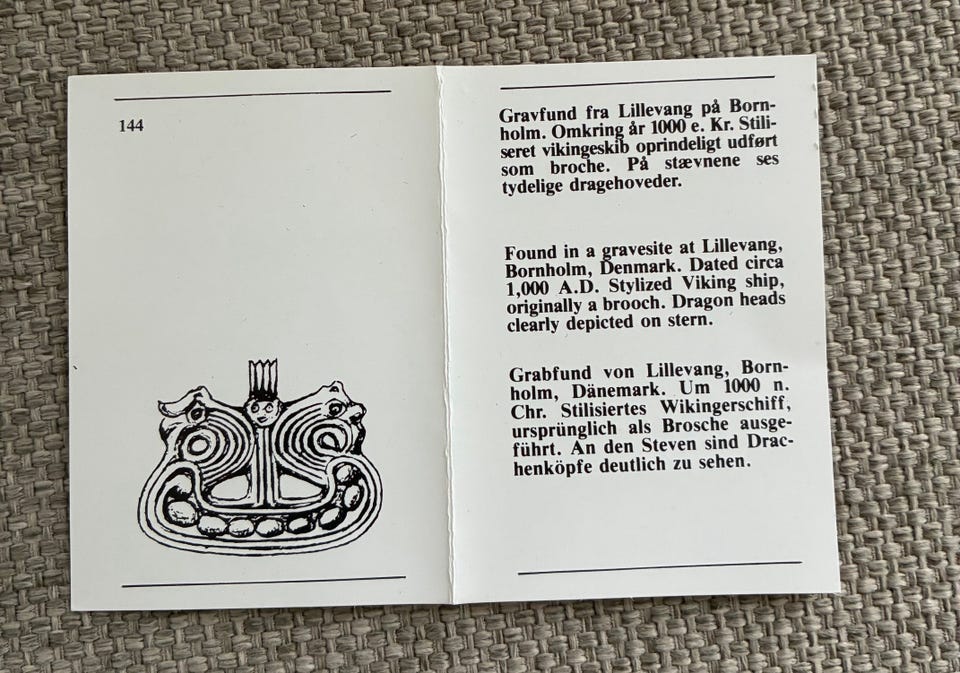 144
Gravfund fra Lillevang på Born-
holm. Omkring år 1000 e. Kr. Stili-
seret vikingeskib oprindeligt udført
som broche. På stævnene ses
tydelige dragehoveder.
Found in a gravesite at Lillevang,
Bornholm, Denmark. Dated circa
1,000 A.D. Stylized Viking ship,
originally a brooch. Dragon heads
clearly depicted on stern.
Grabfund von Lillevang, Born-
holm, Dänemark. Um 1000 n.
Chr. Stilisiertes Wikingerschiff,
ursprünglich als Brosche ausge-
führt. An den Steven sind Drac-
henköpfe deutlich zu sehen.